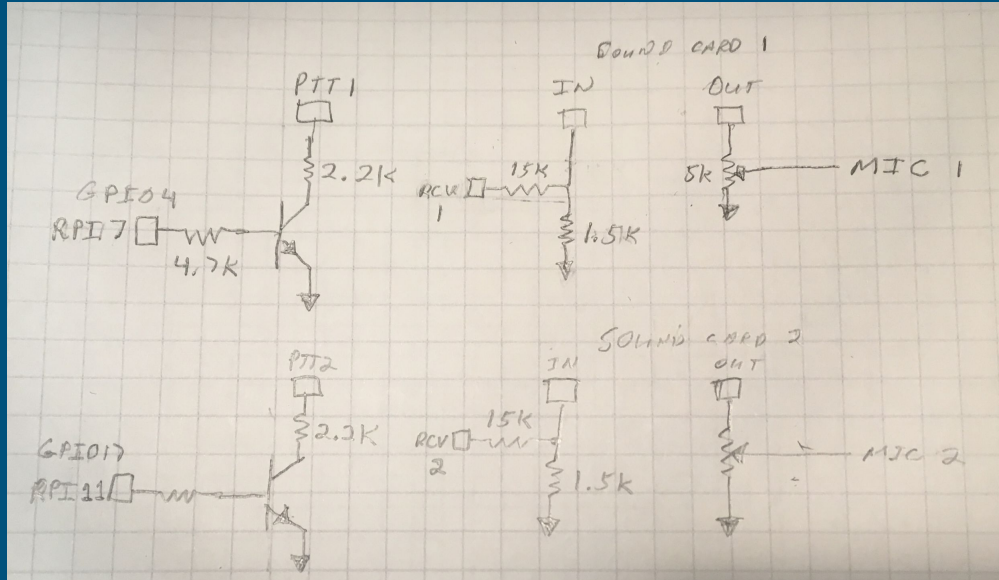 SOUND CARD 1
PTT1
IN
OUT
2.2K
15K
5K
MIC 1
GPIO4
RCV
1
RPI 7
1.5K
4.7K
SOUND CARD 2
PTT2
IN
OUT
15K
2.2K
RCV
2
GPIO17
MIC 2
RPI 11
1.5K